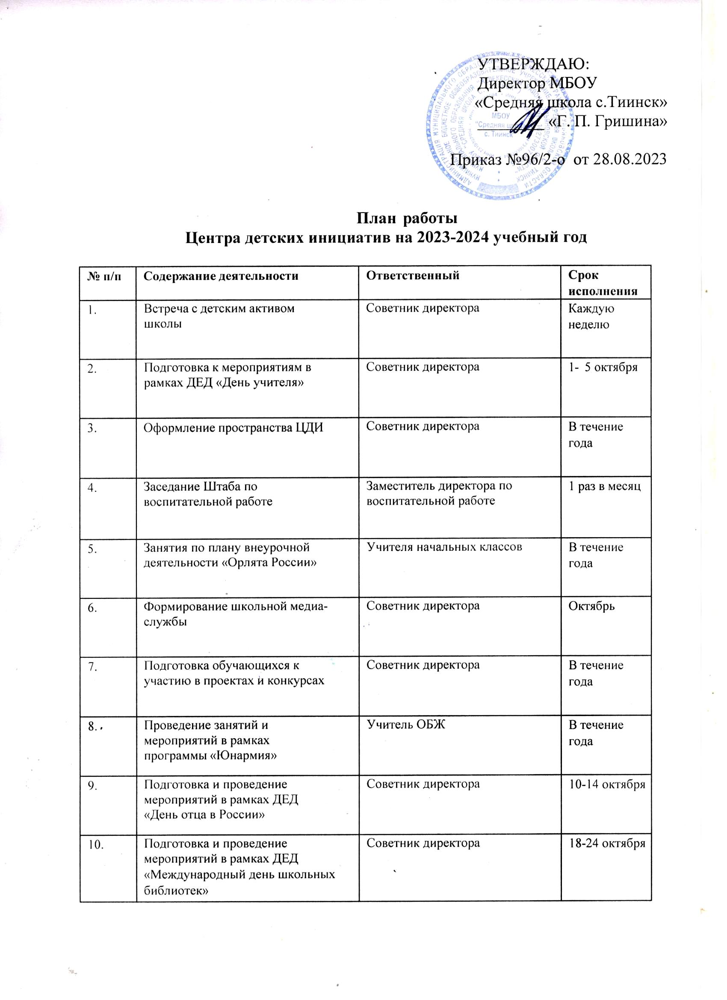 УТВЕРЖДАЮ:
Директор МБОУ
«Средняя школа с.Тиинск»
«Г. П. Гришина»
МБОУ
"Средняя
с. Тиинск"
Приказ №96/2-о от 28.08.2023
План работы
Центра детских инициатив на 2023-2024 учебный год
№ п/п Содержание деятельности Ответственный Срок
исполнения
1. Встреча с детским активом Советник директора Каждую
школы неделю
2. Подготовка к мероприятиям в Советник директора 1- 5 октября
рамках ДЕД «День учителя»
3. Оформление пространства ЦДИ Советник директора В течение
года
4. Заседание Штаба по Заместитель директора по 1 раз в месяц
воспитательной работе воспитательной работе
5. Занятия по плану внеурочной Учителя начальных классов В течение
деятельности «Орлята России» года
6. Формирование школьной медиа- Советник директора Октябрь
службы
7. Подготовка обучающихся к Советник директора В течение
участию в проектах и конкурсах года
8. Проведение занятий и Учитель ОБЖ В течение
мероприятий в рамках года
программы «Юнармия»
9. Подготовка и проведение Советник директора 10-14 октября
мероприятий в рамках ДЕД
«День отца в России»
10. Подготовка и проведение Советник директора 18-24 октября
мероприятий в рамках ДЕД
«Международный день школьных
библиотек»